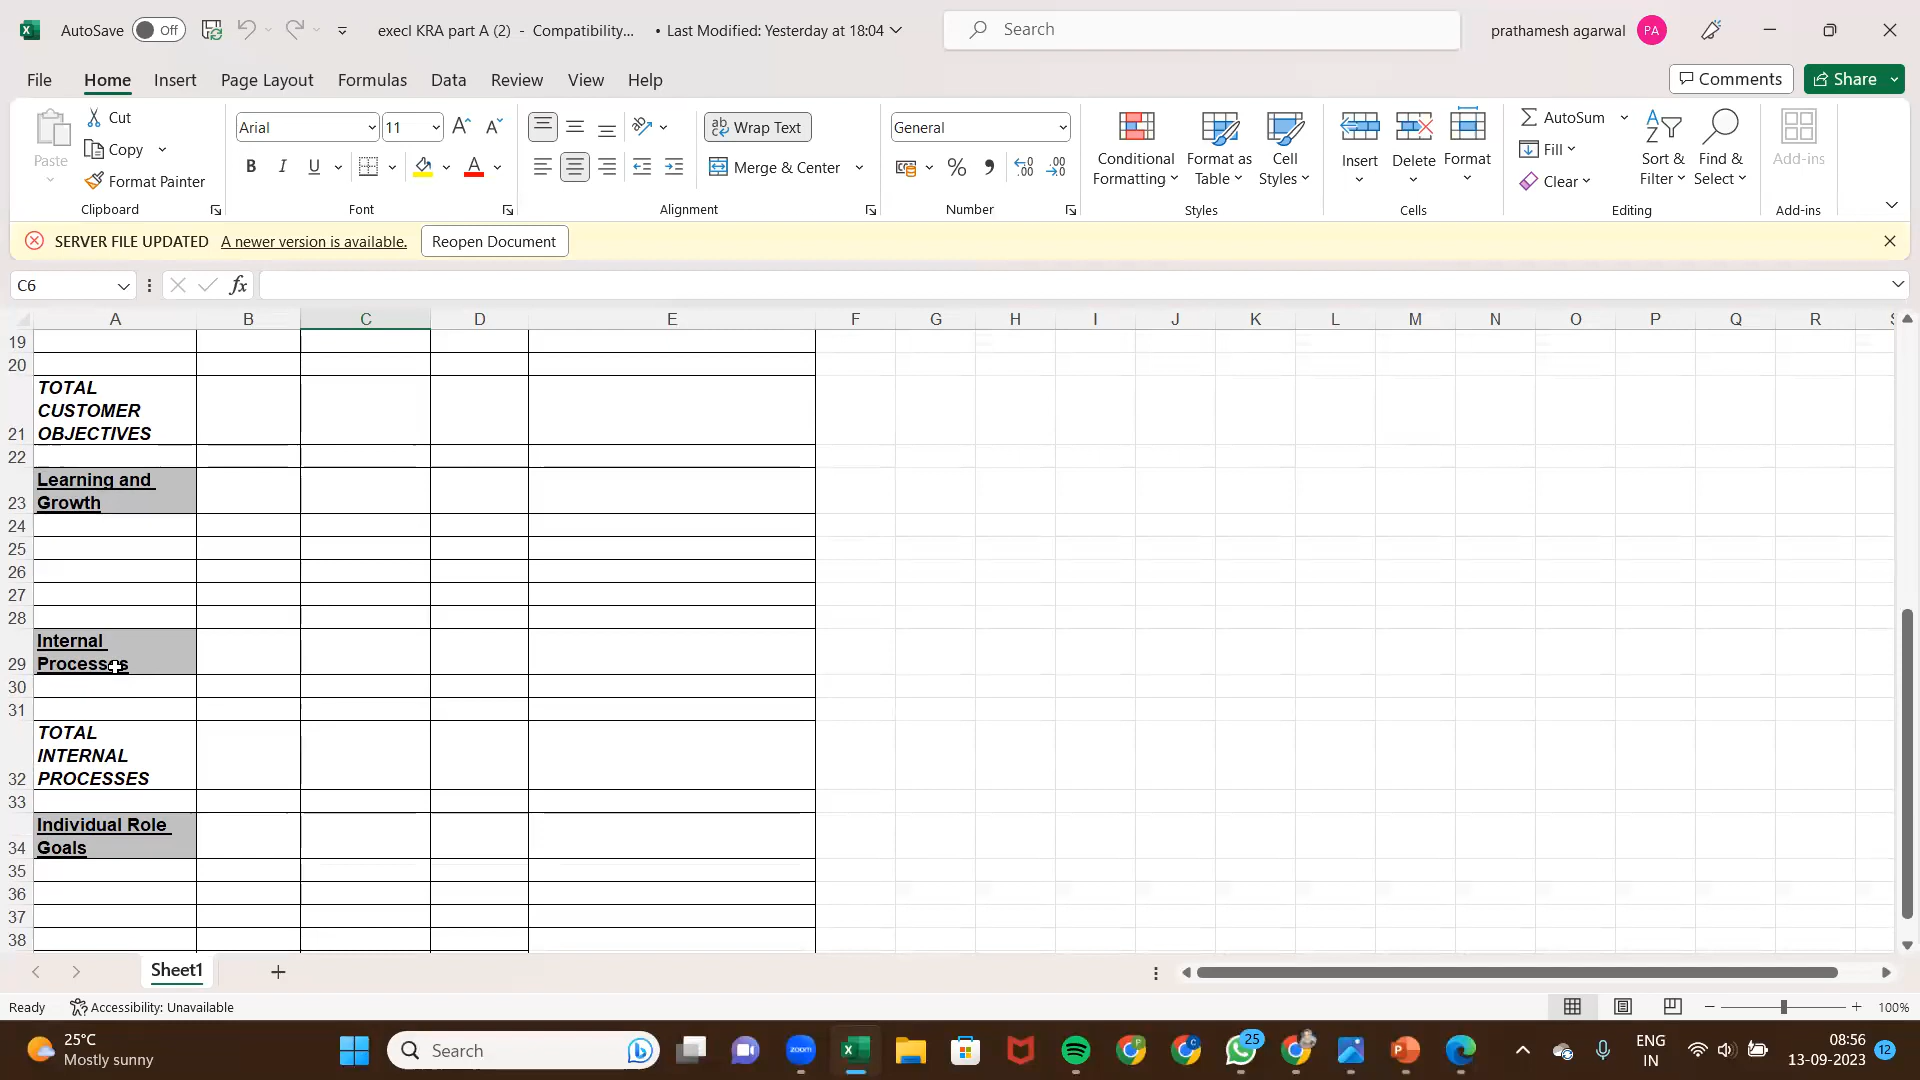 AutoSave Off execl KRA part A (2) - Compatibility... • Last Modified: Yesterday at 18:04 Search prathamesh agarwal PA
File Home Insert Page Layout Formulas Data Review View Help Comments Share
Paste Cut Copy Format Painter Clipboard
Arial 11 B I U A Font
ab Wrap Text Merge & Center Alignment
General % Number
Conditional Formatting Format as Table Cell Styles Styles
Insert Delete Format Cells
AutoSum Fill Clear Sort & Filter Find & Select Editing
Add-ins Add-ins
SERVER FILE UPDATED A newer version is available. Reopen Document
C6 fx
A B C D E F G H I J K L M N O P Q R
19
20
TOTAL
CUSTOMER
21 OBJECTIVES
22
Learning and
23 Growth
24
25
26
27
28
Internal
29 Processes
30
31
TOTAL
INTERNAL
32 PROCESSES
33
Individual Role
34 Goals
35
36
37
38
Sheet1
Ready Accessibility: Unavailable 100%
25°C
Mostly sunny
Search zoom 25
ENG
IN
08:56
13-09-2023 12